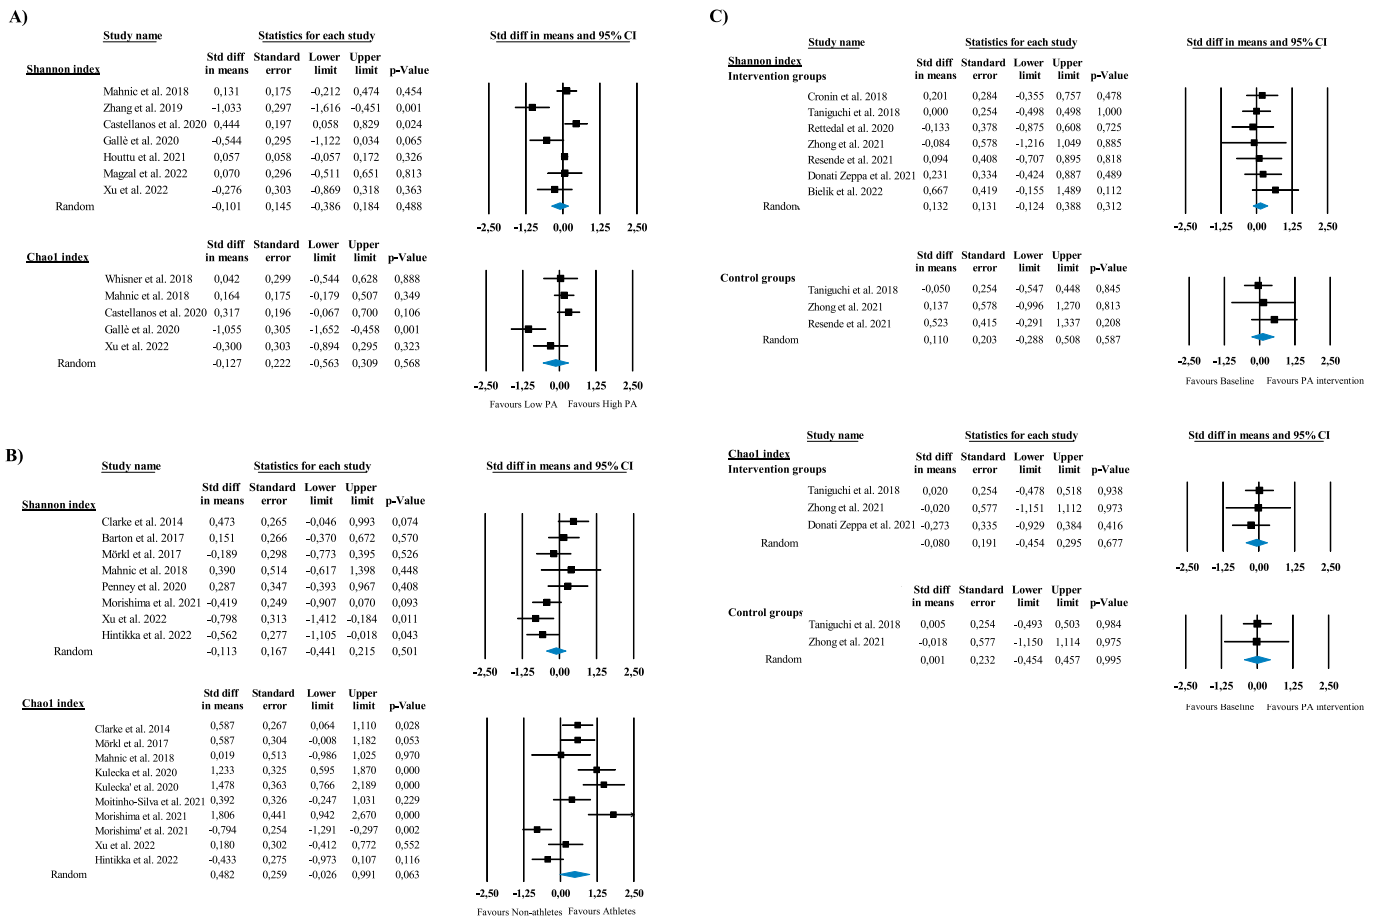 A)
Study name Statistics for each study Std diff in means and 95% CI
Std diff Standard Lower Upper
Shannon index in means error limit limit p-Value
Mahnic et al. 2018 0,131 0,175 -0,212 0,474 0,454
Zhang et al. 2019 -1,033 0,297 -1,616 -0,451 0,001
Castellanos et al. 2020 0,444 0,197 0,058 0,829 0,024
Gallè et al. 2020 -0,544 0,295 -1,122 0,034 0,065
Houttu et al. 2021 0,057 0,058 -0,057 0,172 0,326
Magzal et al. 2022 0,070 0,296 -0,511 0,651 0,813
Xu et al. 2022 -0,276 0,303 -0,869 0,318 0,363
Random -0,101 0,145 -0,386 0,184 0,488
-2,50 -1,25 0,00 1,25 2,50
Std diff Standard Lower Upper
Chao1 index in means error limit limit p-Value
Whisner et al. 2018 0,042 0,299 -0,544 0,628 0,888
Mahnic et al. 2018 0,164 0,175 -0,179 0,507 0,349
Castellanos et al. 2020 0,317 0,196 -0,067 0,700 0,106
Gallè et al. 2020 -1,055 0,305 -1,652 -0,458 0,001
Xu et al. 2022 -0,300 0,303 -0,894 0,295 0,323
Random -0,127 0,222 -0,563 0,309 0,568
-2,50 -1,25 0,00 1,25 2,50
Favours Low PA Favours High PA
B)
Study name Statistics for each study Std diff in means and 95% CI
Std diff Standard Lower Upper
in means error limit limit p-Value
Shannon index
Clarke et al. 2014 0,473 0,265 -0,046 0,993 0,074
Barton et al. 2017 0,151 0,266 -0,370 0,672 0,570
Mörkl et al. 2017 -0,189 0,298 -0,773 0,395 0,526
Mahnic et al. 2018 0,390 0,514 -0,617 1,398 0,448
Penney et al. 2020 0,287 0,347 -0,393 0,967 0,408
Morishima et al. 2021 -0,419 0,249 -0,907 0,070 0,093
Xu et al. 2022 -0,798 0,313 -1,412 -0,184 0,011
Hintikka et al. 2022 -0,562 0,277 -1,105 -0,018 0,043
Random -0,113 0,167 -0,441 0,215 0,501
-2,50 -1,25 0,00 1,25 2,50
Std diff Standard Lower Upper
Chao1 index in means error limit limit p-Value
Clarke et al. 2014 0,587 0,267 0,064 1,110 0,028
Mörkl et al. 2017 0,587 0,304 -0,008 1,182 0,053
Mahnic et al. 2018 0,019 0,513 -0,986 1,025 0,970
Kulecka et al. 2020 1,233 0,325 0,595 1,870 0,000
Kulecka' et al. 2020 1,478 0,363 0,766 2,189 0,000
Moitinho-Silva et al. 2021 0,392 0,326 -0,247 1,031 0,229
Morishima et al. 2021 1,806 0,441 0,942 2,670 0,000
Morishima' et al. 2021 -0,794 0,254 -1,291 -0,297 0,002
Xu et al. 2022 0,180 0,302 -0,412 0,772 0,552
Hintikka et al. 2022 -0,433 0,275 -0,973 0,107 0,116
Random 0,482 0,259 -0,026 0,991 0,063
-2,50 -1,25 0,00 1,25 2,50
Favours Non-athletes Favours Athletes
C)
Study name Statistics for each study Std diff in means and 95% CI
Shannon index Std diff Standard Lower Upper
Intervention groups in means error limit limit p-Value
Cronin et al. 2018 0,201 0,284 -0,355 0,757 0,478
Taniguchi et al. 2018 0,000 0,254 -0,498 0,498 1,000
Rettedal et al. 2020 -0,133 0,378 -0,875 0,608 0,725
Zhong et al. 2021 -0,084 0,578 -1,216 1,049 0,885
Resende et al. 2021 0,094 0,408 -0,707 0,895 0,818
Donati Zeppa et al. 2021 0,231 0,334 -0,424 0,887 0,489
Bielik et al. 2022 0,667 0,419 -0,155 1,489 0,112
Random 0,132 0,131 -0,124 0,388 0,312
-2,50 -1,25 0,00 1,25 2,50
Std diff Standard Lower Upper
Control groups in means error limit limit p-Value
Taniguchi et al. 2018 -0,050 0,254 -0,547 0,448 0,845
Zhong et al. 2021 0,137 0,578 -0,996 1,270 0,813
Resende et al. 2021 0,523 0,415 -0,291 1,337 0,208
Random 0,110 0,203 -0,288 0,508 0,587
-2,50 -1,25 0,00 1,25 2,50
Favours Baseline Favours PA intervention
Study name Statistics for each study Std diff in means and 95% CI
Chao1 index Std diff Standard Lower Upper
Intervention groups in means error limit limit p-Value
Taniguchi et al. 2018 0,020 0,254 -0,478 0,518 0,938
Zhong et al. 2021 -0,020 0,577 -1,151 1,112 0,973
Donati Zeppa et al. 2021 -0,273 0,335 -0,929 0,384 0,416
Random -0,080 0,191 -0,454 0,295 0,677
-2,50 -1,25 0,00 1,25 2,50
Std diff Standard Lower Upper
Control groups in means error limit limit p-Value
Taniguchi et al. 2018 0,005 0,254 -0,493 0,503 0,984
Zhong et al. 2021 -0,018 0,577 -1,150 1,114 0,975
Random 0,001 0,232 -0,454 0,457 0,995
-2,50 -1,25 0,00 1,25 2,50
Favours Baseline Favours PA intervention